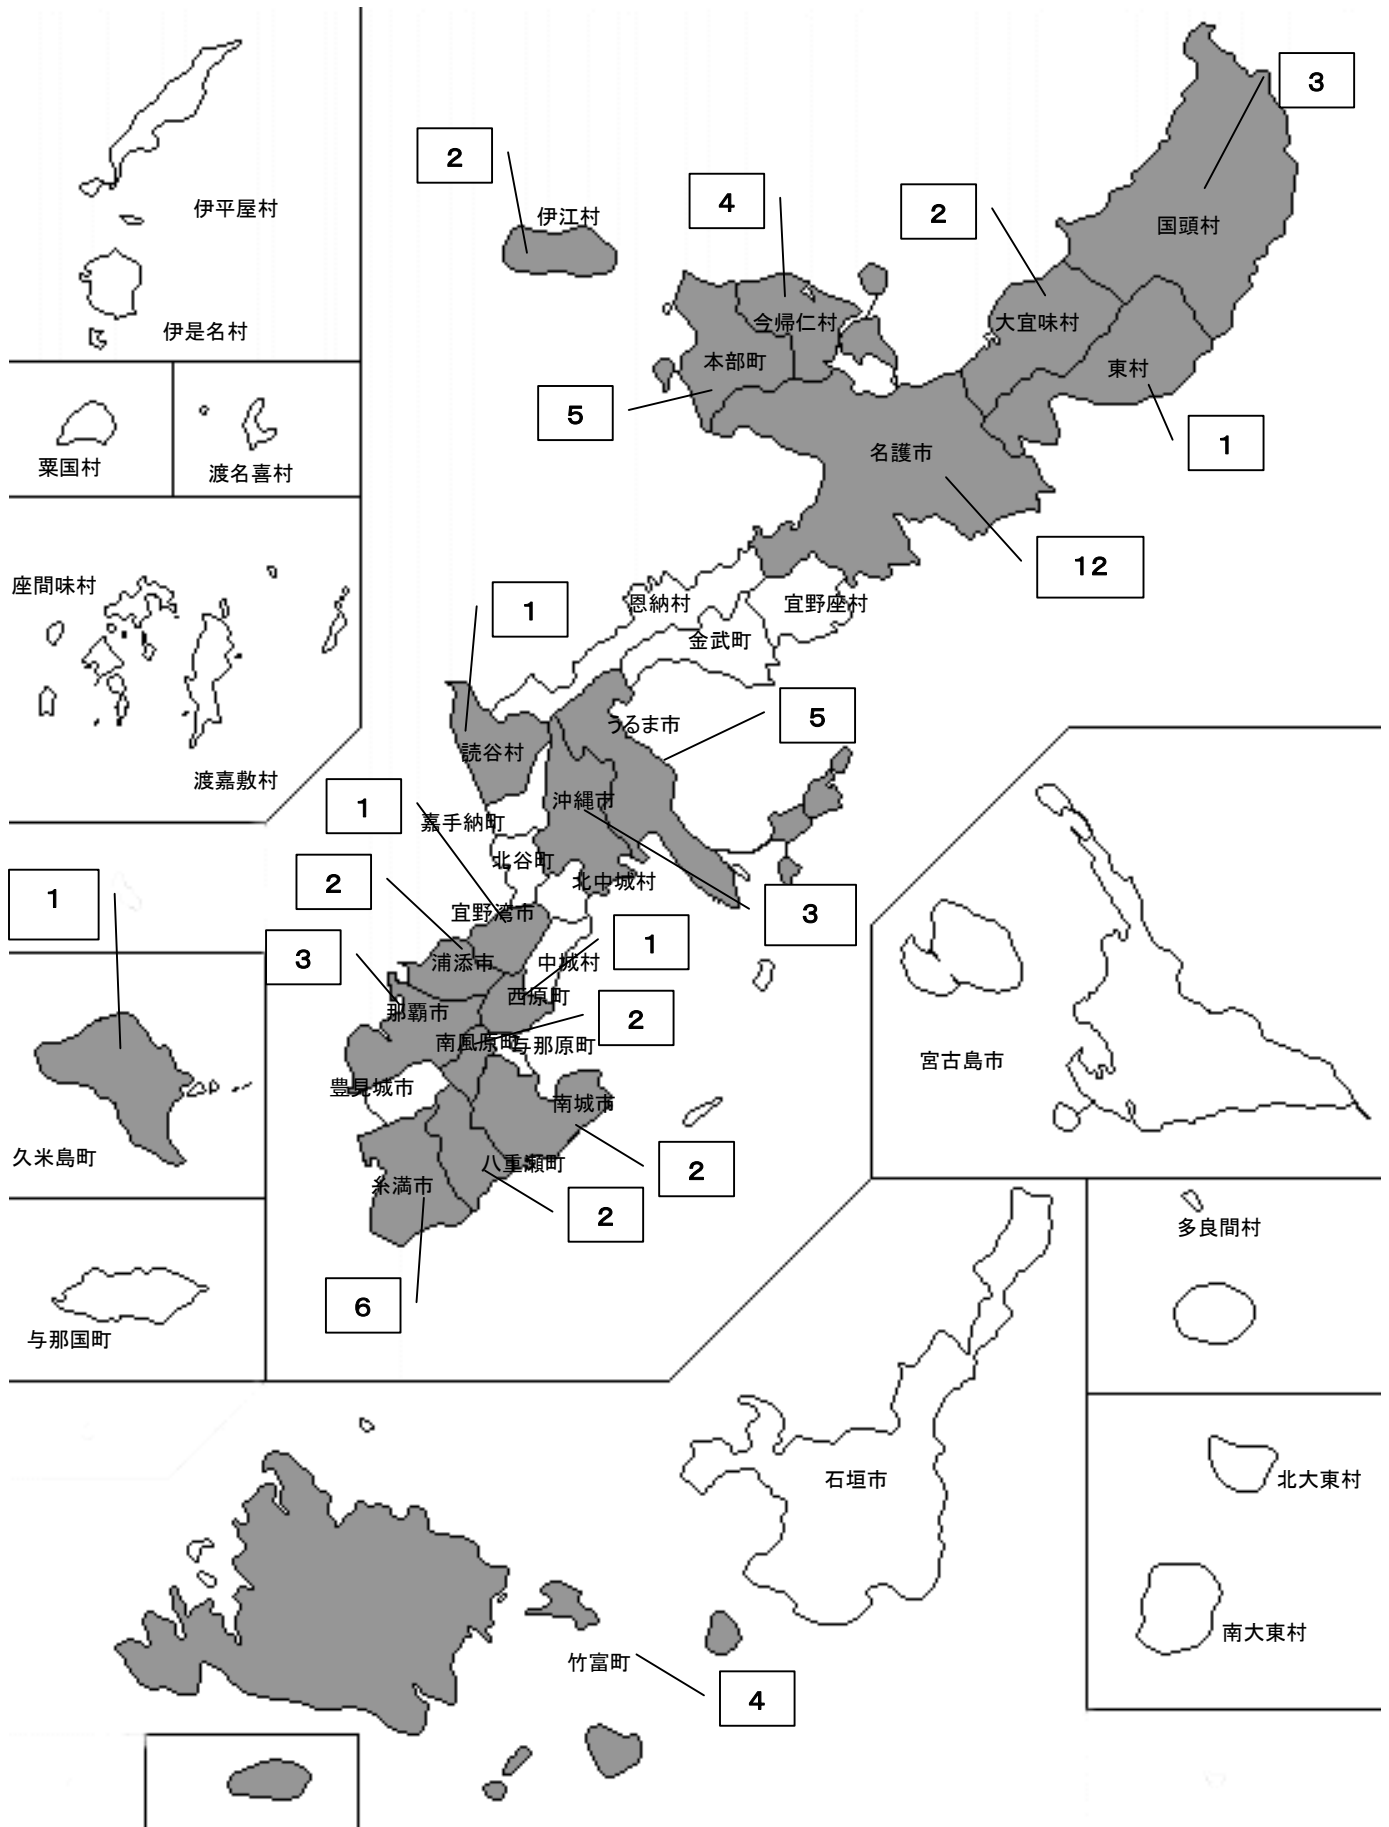 3
2
4
2
伊江村
伊平屋村
国頭村
伊是名村
今帰仁村
大宜味村
本部町
東村
5
1
粟国村
渡名喜村
名護市
12
座間味村
恩納村
宜野座村
1
金武町
5
うるま市
読谷村
渡嘉敷村
沖縄市
1
嘉手納町
北谷町
北中城村
2
1
宜野湾市
3
1
3
浦添市
中城村
西原町
那覇市
2
南風原町
与那原町
宮古島市
豊見城市
南城市
久米島町
八重瀬町
2
糸満市
2
多良間村
6
与那国町
石垣市
北大東村
南大東村
竹富町
4